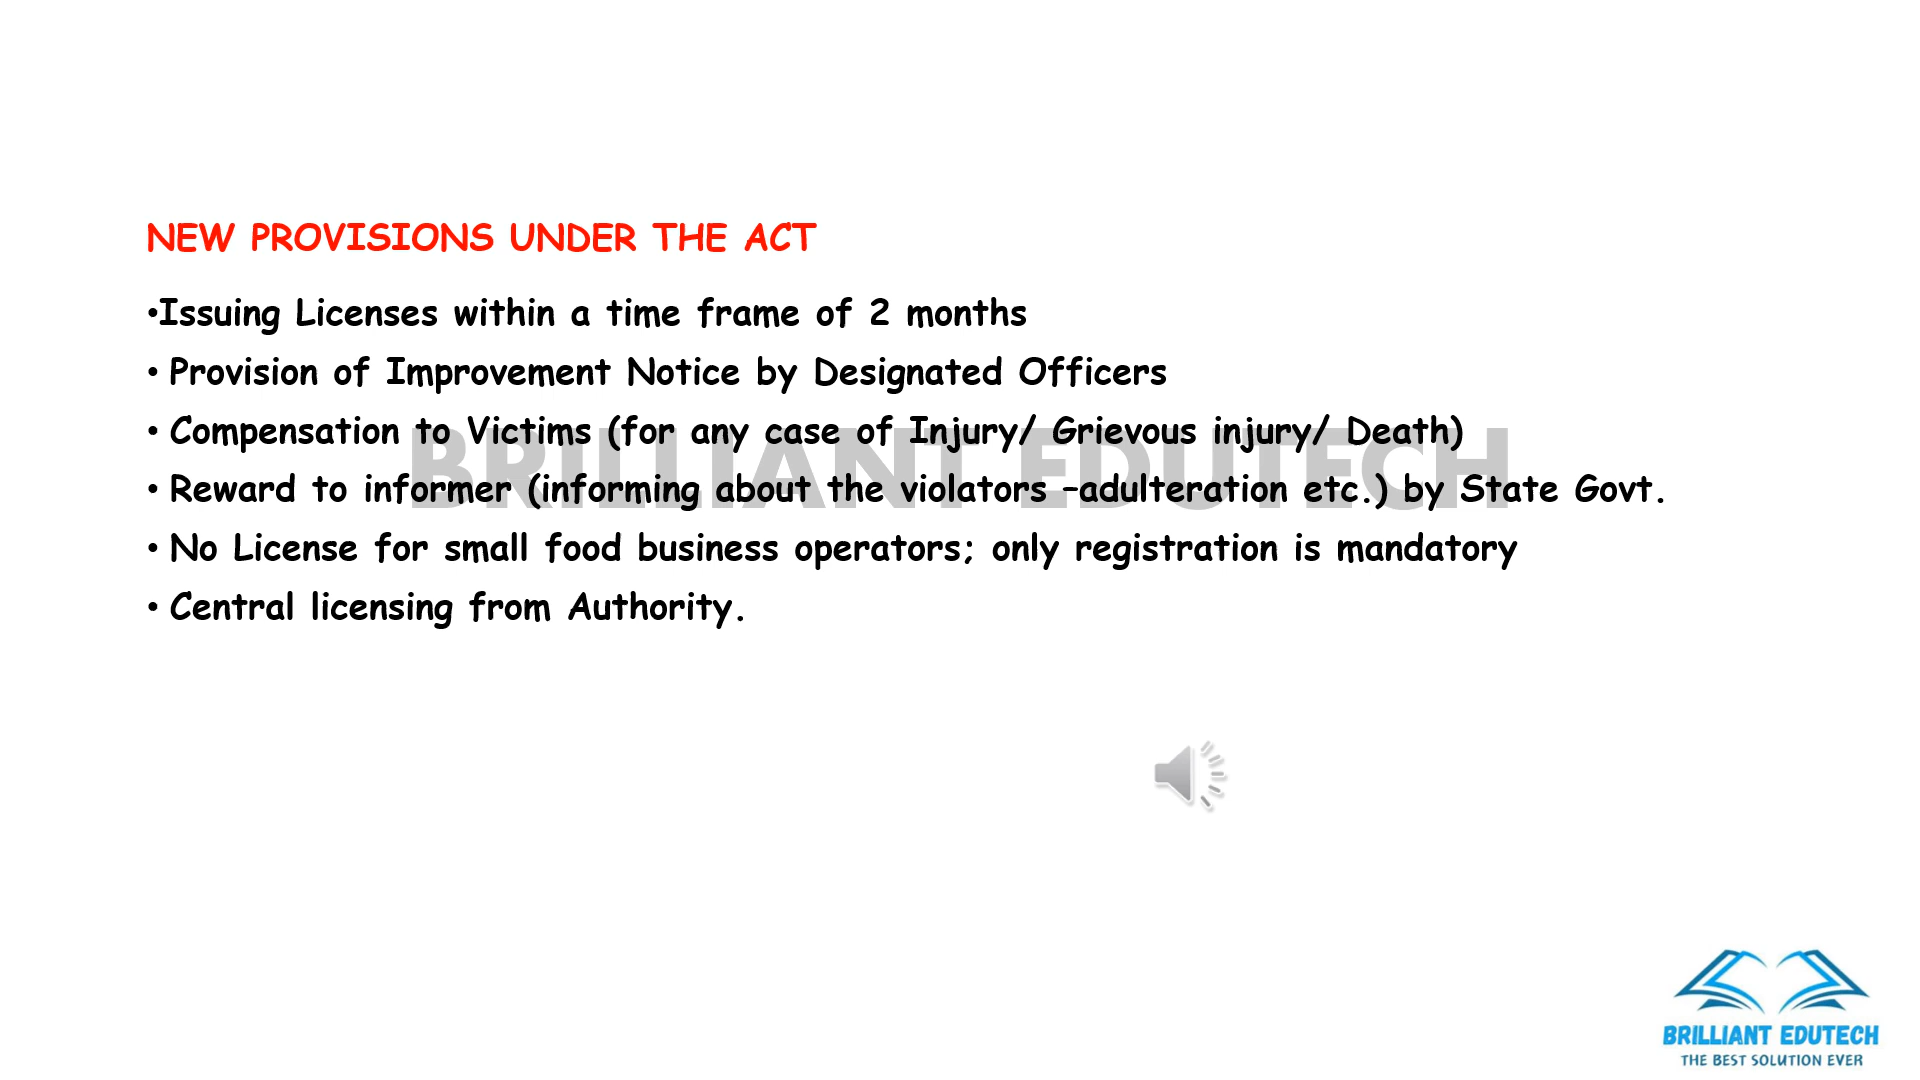 NEW PROVISIONS UNDER THE ACT
•Issuing Licenses within a time frame of 2 months
• Provision of Improvement Notice by Designated Officers
• Compensation to Victims (for any case of Injury/ Grievous injury/ Death)
BRILLIANT EDUTECH
• Reward to informer (informing about the violators –adulteration etc.) by State Govt.
• No License for small food business operators; only registration is mandatory
• Central licensing from Authority.
BRILLIANT EDUTECH
THE BEST SOLUTION EVER